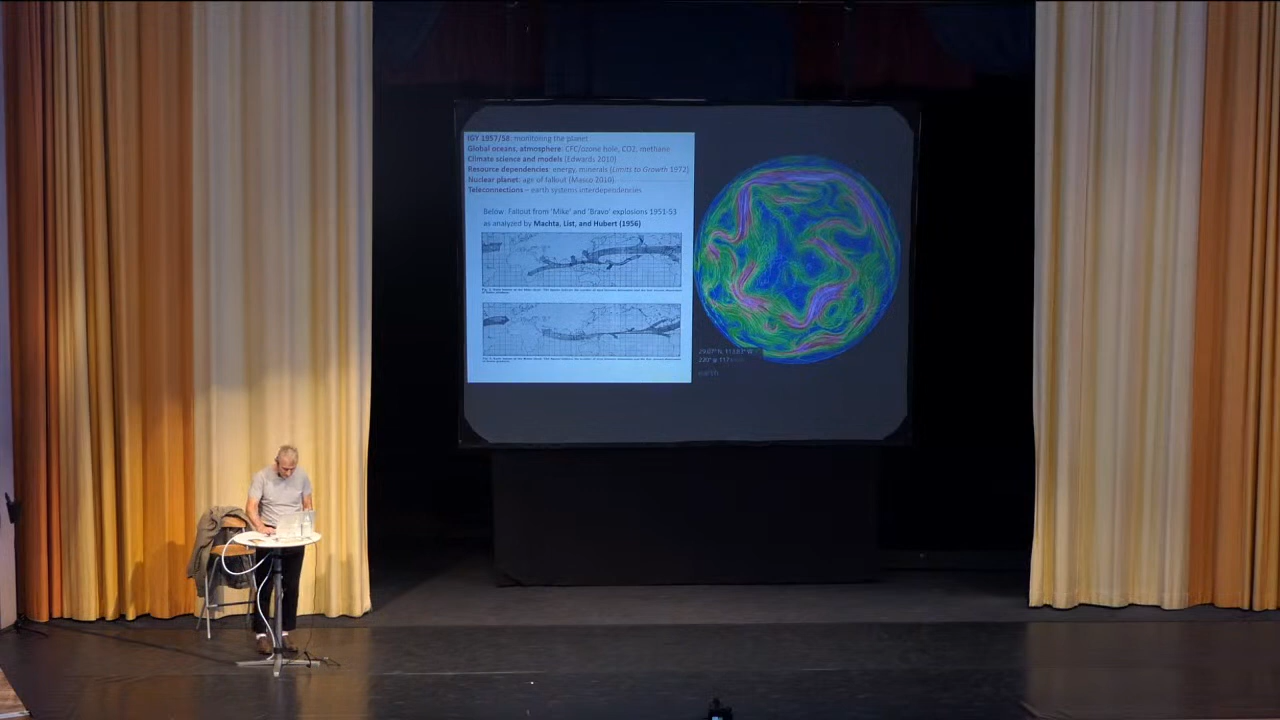 IGY 1957/58: monitoring the planet
Global oceans, atmosphere: CFC/ozone hole, CO2, methane
Climate science and models (Edwards 2010)
Resource dependencies: energy, minerals (Limits to Growth 1972)
Nuclear planet: age of fallout (Masco 2010)
Teleconnections – earth systems interdependencies
Below: Fallout from 'Mike' and 'Bravo' explosions 1951-53
as analyzed by Machta, List, and Hubert (1956)
earth